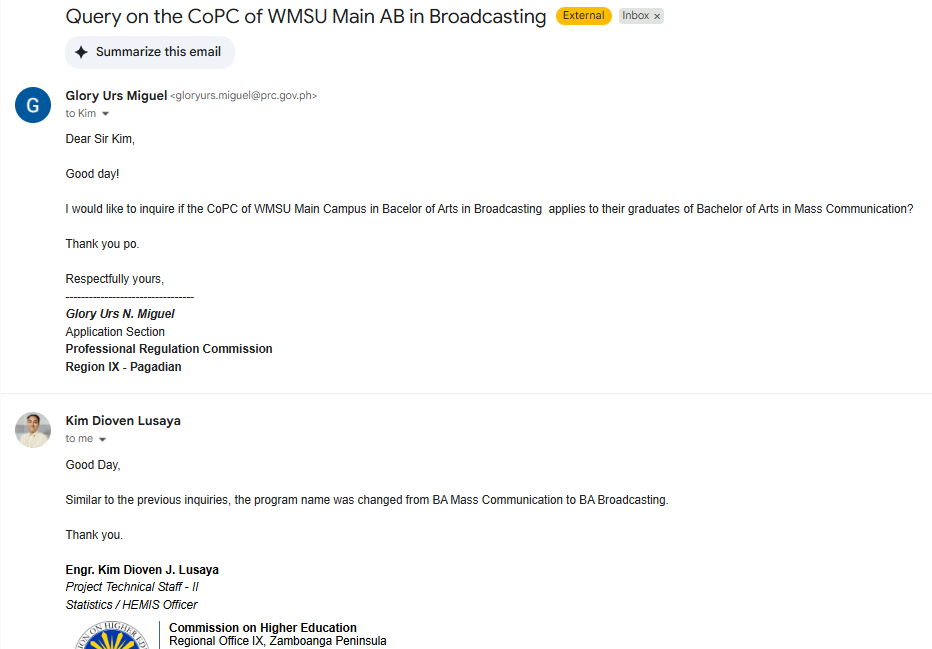 Query on the CoPC of WMSU Main AB in Broadcasting External Inbox ×
Summarize this email
G
Glory Urs Miguel <gloryurs.miguel@prc.gov.ph>
to Kim
Dear Sir Kim,
Good day!
I would like to inquire if the CoPC of WMSU Main Campus in Bacelor of Arts in Broadcasting applies to their graduates of Bachelor of Arts in Mass Communication?
Thank you po.
Respectfully yours,
---------------------------------
Glory Urs N. Miguel
Application Section
Professional Regulation Commission
Region IX - Pagadian
Kim Dioven Lusaya
to me
Good Day,
Similar to the previous inquiries, the program name was changed from BA Mass Communication to BA Broadcasting.
Thank you.
Engr. Kim Dioven J. Lusaya
Project Technical Staff - II
Statistics / HEMIS Officer
Commission on Higher Education
Regional Office IX, Zamboanga Peninsula